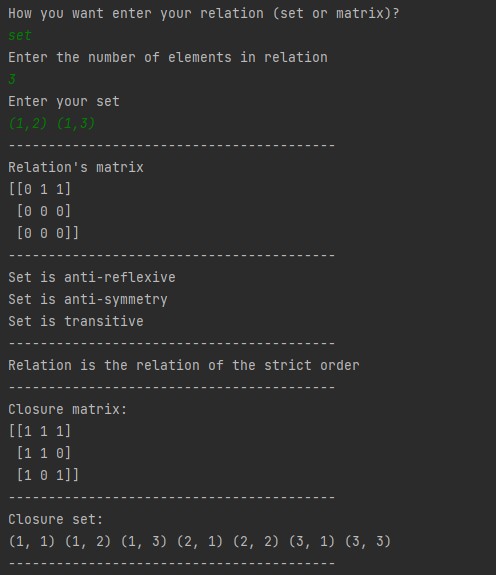 How you want enter your relation (set or matrix)?
set
Enter the number of elements in relation
3
Enter your set
(1,2) (1,3)
-----------------------------------------
Relation's matrix
[[0 1 1]
 [0 0 0]
 [0 0 0]]
-----------------------------------------
Set is anti-reflexive
Set is anti-symmetry
Set is transitive
-----------------------------------------
Relation is the relation of the strict order
-----------------------------------------
Closure matrix:
[[1 1 1]
 [1 1 0]
 [1 0 1]]
-----------------------------------------
Closure set:
(1, 1) (1, 2) (1, 3) (2, 1) (2, 2) (3, 1) (3, 3)
-----------------------------------------